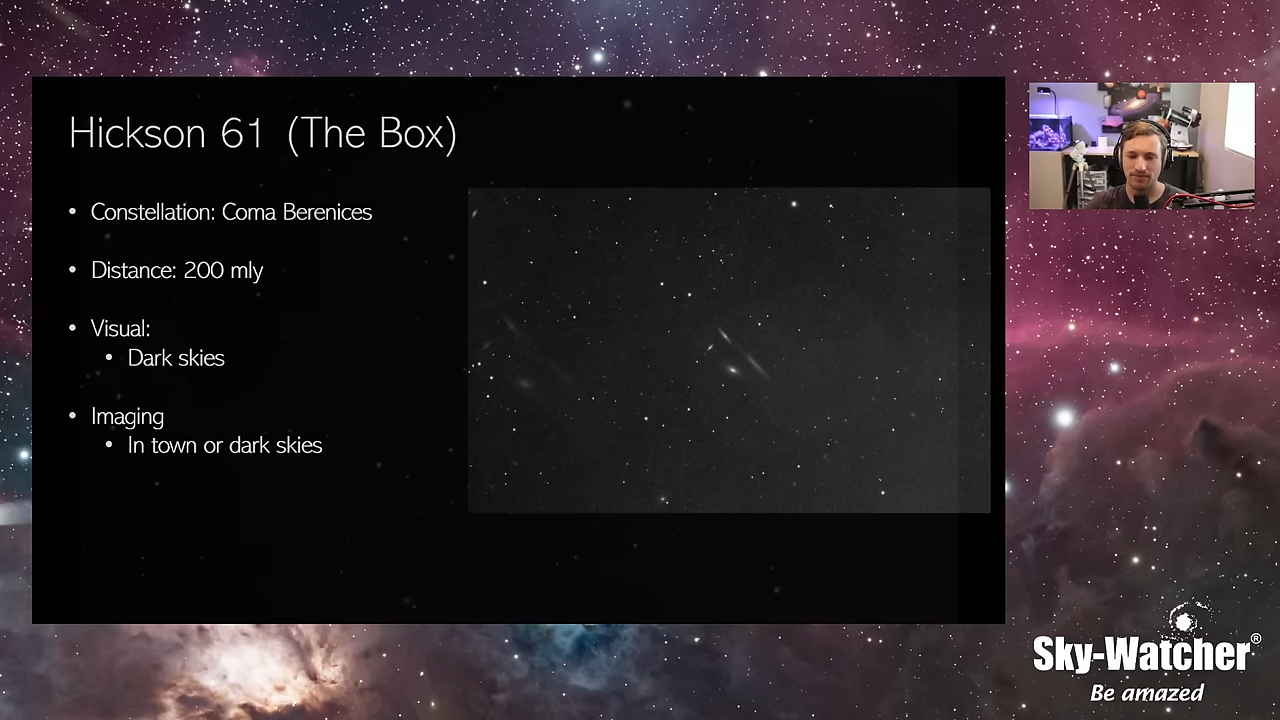 Hickson 61 (The Box)
• Constellation: Coma Berenices
• Distance: 200 mly
• Visual:
• Dark skies
• Imaging
• In town or dark skies
Sky-Watcher®
Be amazed